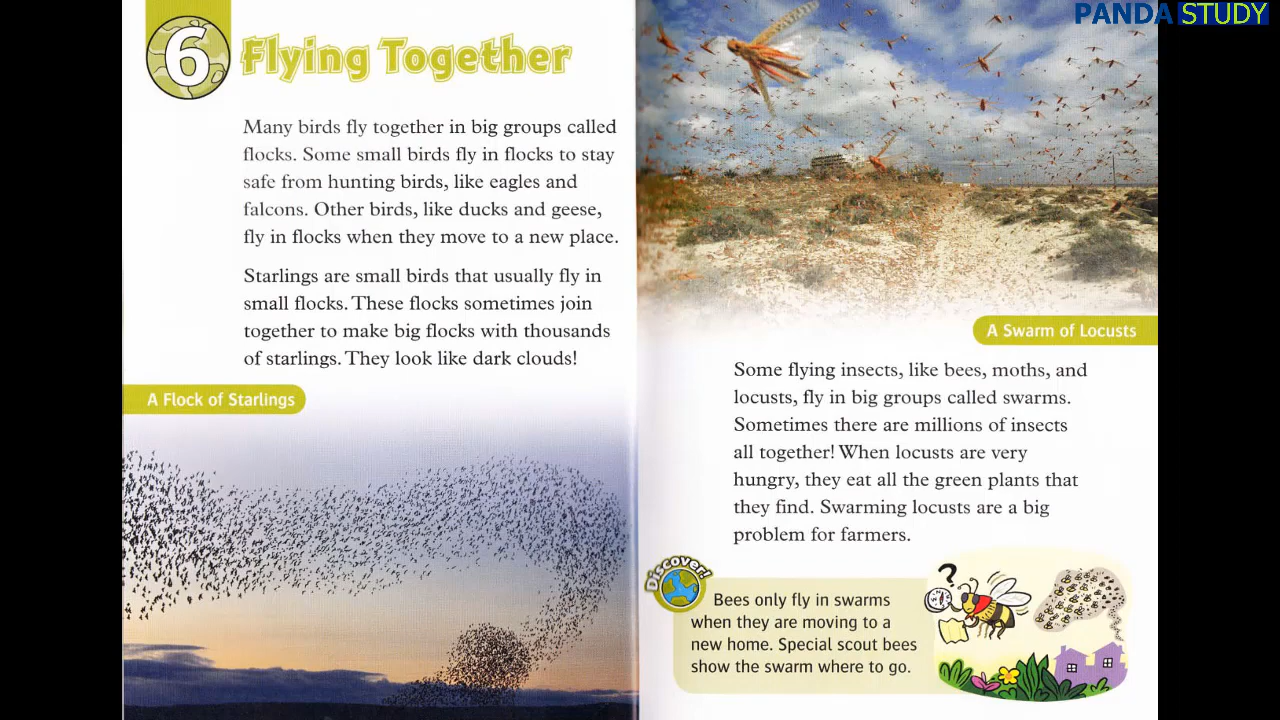 PANDA STUDY
6
Flying Together
Many birds fly together in big groups called
flocks. Some small birds fly in flocks to stay
safe from hunting birds, like eagles and
falcons. Other birds, like ducks and geese,
fly in flocks when they move to a new place.
Starlings are small birds that usually fly in
small flocks. These flocks sometimes join
together to make big flocks with thousands
of starlings. They look like dark clouds!
A Flock of Starlings
A Swarm of Locusts
Some flying insects, like bees, moths, and
locusts, fly in big groups called swarms.
Sometimes there are millions of insects
all together! When locusts are very
hungry, they eat all the green plants that
they find. Swarming locusts are a big
problem for farmers.
Discover!
Bees only fly in swarms
when they are moving to a
new home. Special scout bees
show the swarm where to go.
?